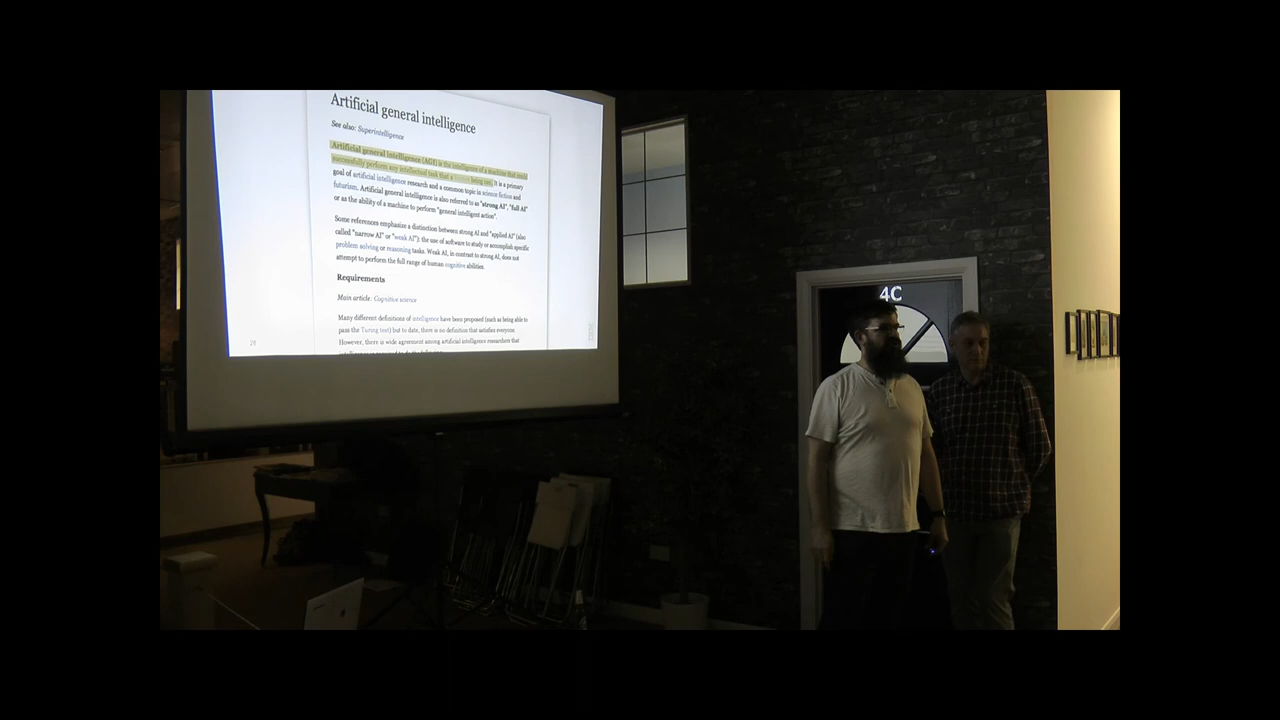 Artificial general intelligence
See also: Superintelligence
Artificial general intelligence (AGI) is the intelligence of a machine that could
successfully perform any intellectual task that a being can. It is a primary
goal of artificial intelligence research and a common topic in science fiction and
futurism. Artificial general intelligence is also referred to as "strong AI", "full AI"
or as the ability of a machine to perform "general intelligent action".
Some references emphasize a distinction between strong AI and "applied AI" (also
called "narrow AI" or "weak AI"): the use of software to study or accomplish specific
problem solving or reasoning tasks. Weak AI, in contrast to strong AI, does not
attempt to perform the full range of human cognitive abilities.
Requirements
Main article: Cognitive science
Many different definitions of intelligence have been proposed (such as being able to
pass the Turing test) but to date, there is no definition that satisfies everyone.
However, there is wide agreement among artificial intelligence researchers that
28
4C